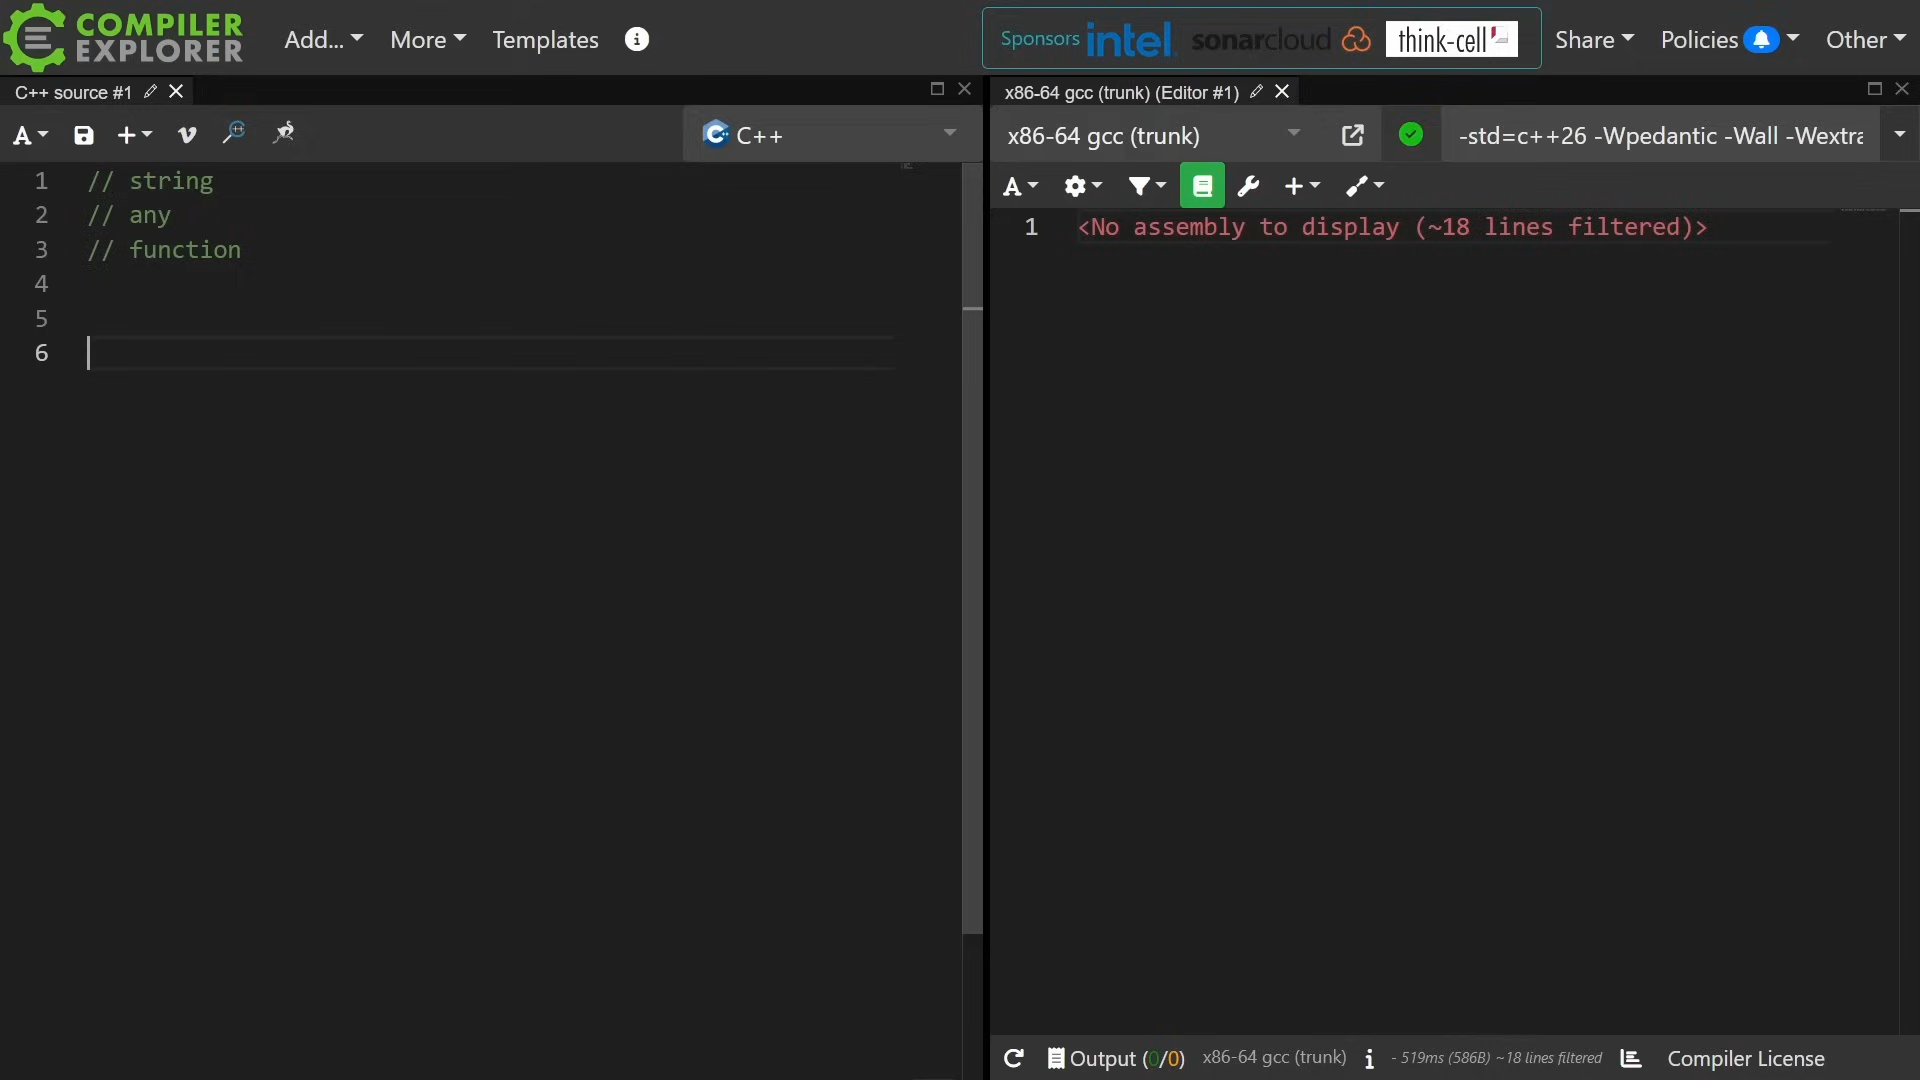 COMPILER
EXPLORER
Add...
More
Templates
Sponsors
intel
sonarcloud
think-cell
Share
Policies
Other
C++ source #1
x86-64 gcc (trunk) (Editor #1)
A
C++
x86-64 gcc (trunk)
-std=c++26 -Wpedantic -Wall -Wextra
A
1 // string
2 // any
3 // function
4
5
6
1 <No assembly to display (~18 lines filtered)>
Output (0/0) x86-64 gcc (trunk) - 519ms (586B) ~18 lines filtered Compiler License